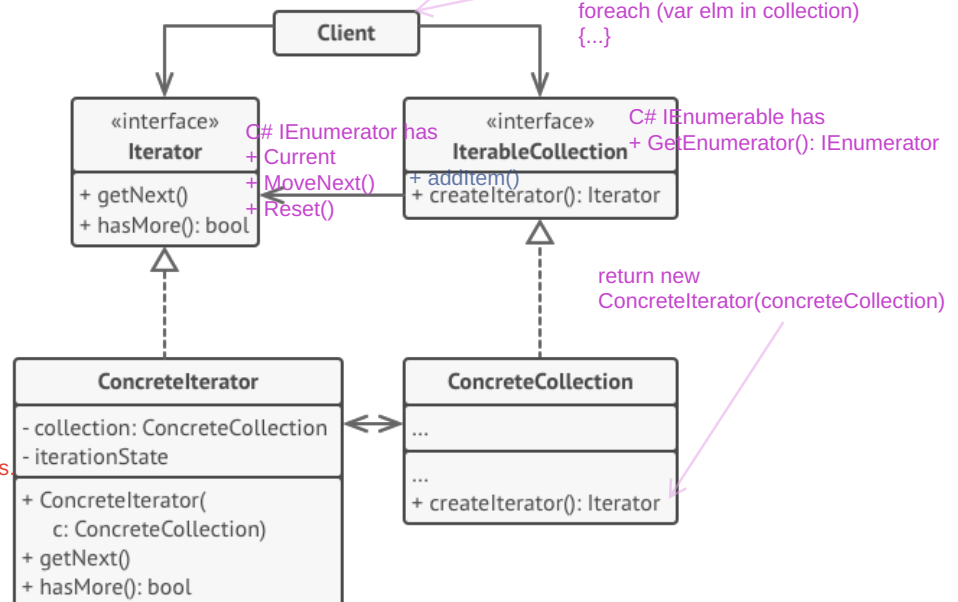 foreach (var elm in collection)
{...}
Client
«interface»
Iterator
+ getNext()
+ hasMore(): bool
C# IEnumerator has
+ Current
+ MoveNext()
+ Reset()
«interface»
IterableCollection
+ addItem()
+ createIterator(): Iterator
C# IEnumerable has
+ GetEnumerator(): IEnumerator
return new
ConcreteIterator(concreteCollection)
ConcreteIterator
- collection: ConcreteCollection
- iterationState
+ ConcreteIterator(
c: ConcreteCollection)
+ getNext()
+ hasMore(): bool
ConcreteCollection
...
...
+ createIterator(): Iterator
s.